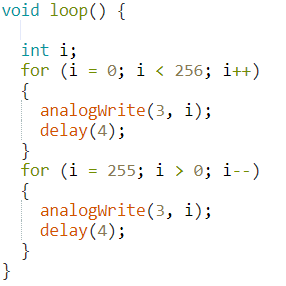 void loop() {
int i;
for (i = 0; i < 256; i++)
{
analogWrite(3, i);
delay(4);
}
for (i = 255; i > 0; i--)
{
analogWrite(3, i);
delay(4);
}
}